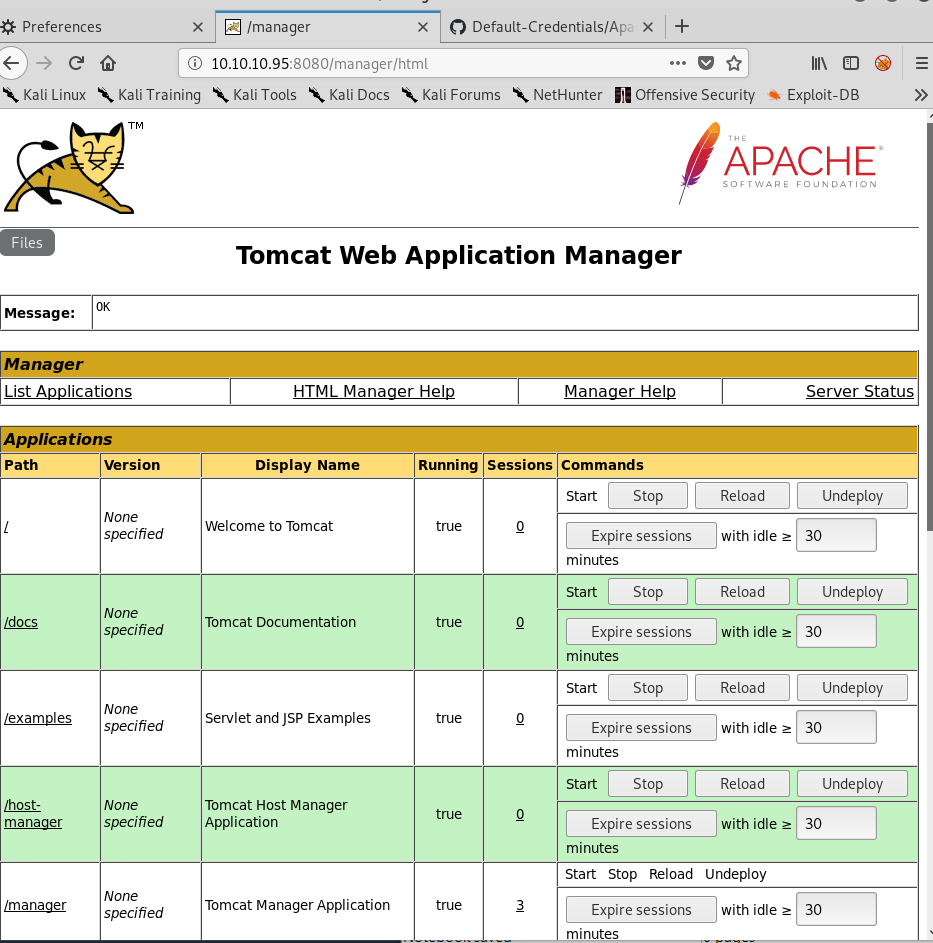 Preferences
/manager
Default-Credentials/Apa
10.10.10.95:8080/manager/html
Kali Linux Kali Training Kali Tools Kali Docs Kali Forums NetHunter Offensive Security Exploit-DB
TM
THE
APACHE®
SOFTWARE FOUNDATION
Files
Tomcat Web Application Manager
Message: OK
Manager
List Applications HTML Manager Help Manager Help Server Status
Applications
Path Version Display Name Running Sessions Commands
/ None specified Welcome to Tomcat true 0 Start Stop Reload Undeploy
Expire sessions with idle ≥ 30 minutes
/docs None specified Tomcat Documentation true 0 Start Stop Reload Undeploy
Expire sessions with idle ≥ 30 minutes
/examples None specified Servlet and JSP Examples true 0 Start Stop Reload Undeploy
Expire sessions with idle ≥ 30 minutes
/host-manager None specified Tomcat Host Manager Application true 0 Start Stop Reload Undeploy
Expire sessions with idle ≥ 30 minutes
/manager None specified Tomcat Manager Application true 3 Start Stop Reload Undeploy
Expire sessions with idle ≥ 30 minutes